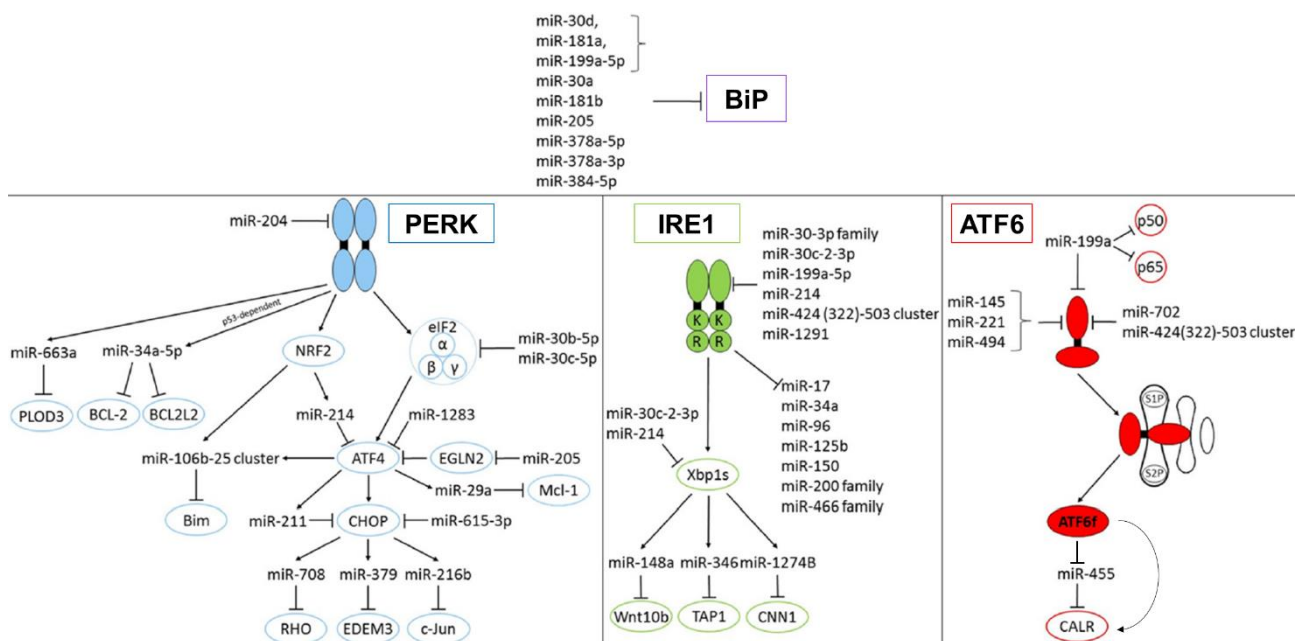 miR-30d,
miR-181a,
miR-199a-5p
miR-30a
miR-181b
miR-205
miR-378a-5p
miR-378a-3p
miR-384-5p
BiP
PERK
miR-204
p53-dependent
miR-663a
miR-34a-5p
NRF2
eIF2
α
β γ
miR-30b-5p
miR-30c-5p
PLOD3
BCL-2
BCL2L2
miR-214
miR-1283
miR-106b-25 cluster
ATF4
EGLN2
miR-205
Bim
miR-29a
Mcl-1
miR-211
CHOP
miR-615-3p
miR-708
miR-379
miR-216b
RHO
EDEM3
c-Jun
IRE1
miR-30-3p family
miR-30c-2-3p
miR-199a-5p
miR-214
miR-424 (322)-503 cluster
miR-1291
K K
R R
miR-30c-2-3p
miR-214
miR-17
miR-34a
miR-96
miR-125b
miR-150
miR-200 family
miR-466 family
Xbp1s
miR-148a
miR-346
miR-1274B
Wnt10b
TAP1
CNN1
ATF6
p50
miR-199a
p65
miR-145
miR-221
miR-494
miR-702
miR-424(322)-503 cluster
S1P
S2P
ATF6f
miR-455
CALR